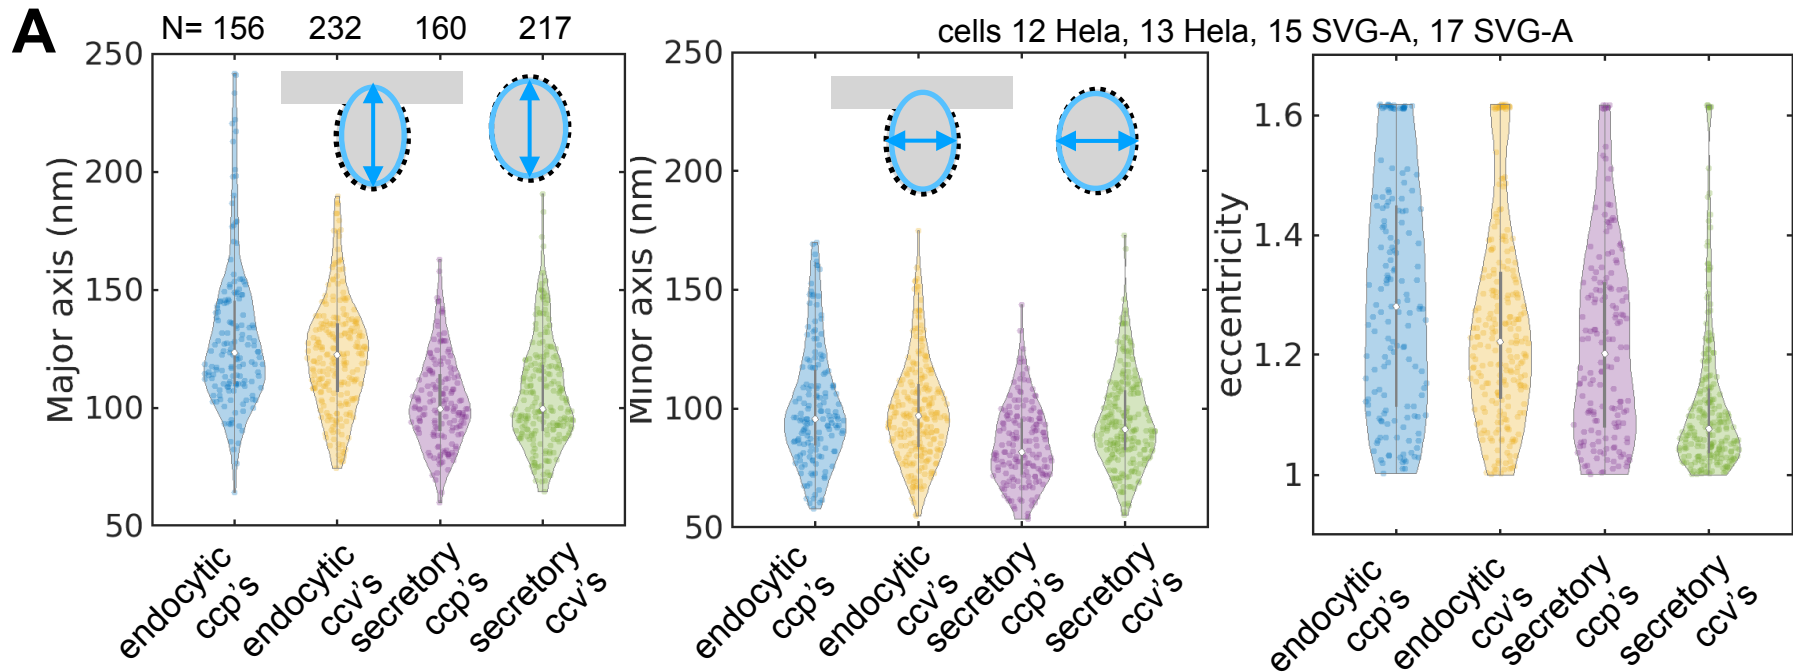 A
N= 156 232 160 217
cells 12 Hela, 13 Hela, 15 SVG-A, 17 SVG-A
Major axis (nm)
250
200
150
100
50
endocytic
ccp's
endocytic
ccv's
secretory
ccp's
secretory
ccv's
Minor axis (nm)
250
200
150
100
50
endocytic
ccp's
endocytic
ccv's
secretory
ccp's
secretory
ccv's
eccentricity
1.6
1.4
1.2
1
endocytic
ccp's
endocytic
ccv's
secretory
ccp's
secretory
ccv's